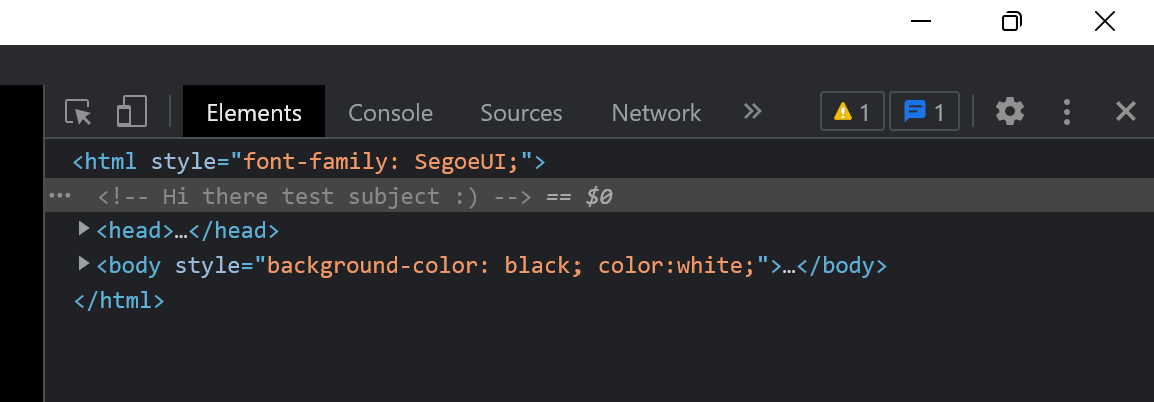 Elements Console Sources Network » 1 1
<html style="font-family: SegoeUI;">
··· <!-- Hi there test subject :) --> == $0
<head>…</head>
<body style="background-color: black; color:white;">…</body>
</html>